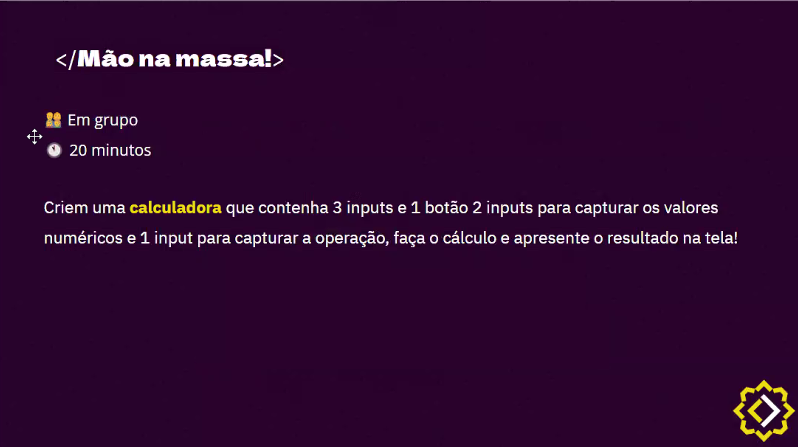 </Mão na massa!>
Em grupo
20 minutos
Criem uma calculadora que contenha 3 inputs e 1 botão 2 inputs para capturar os valores
numéricos e 1 input para capturar a operação, faça o cálculo e apresente o resultado na tela!